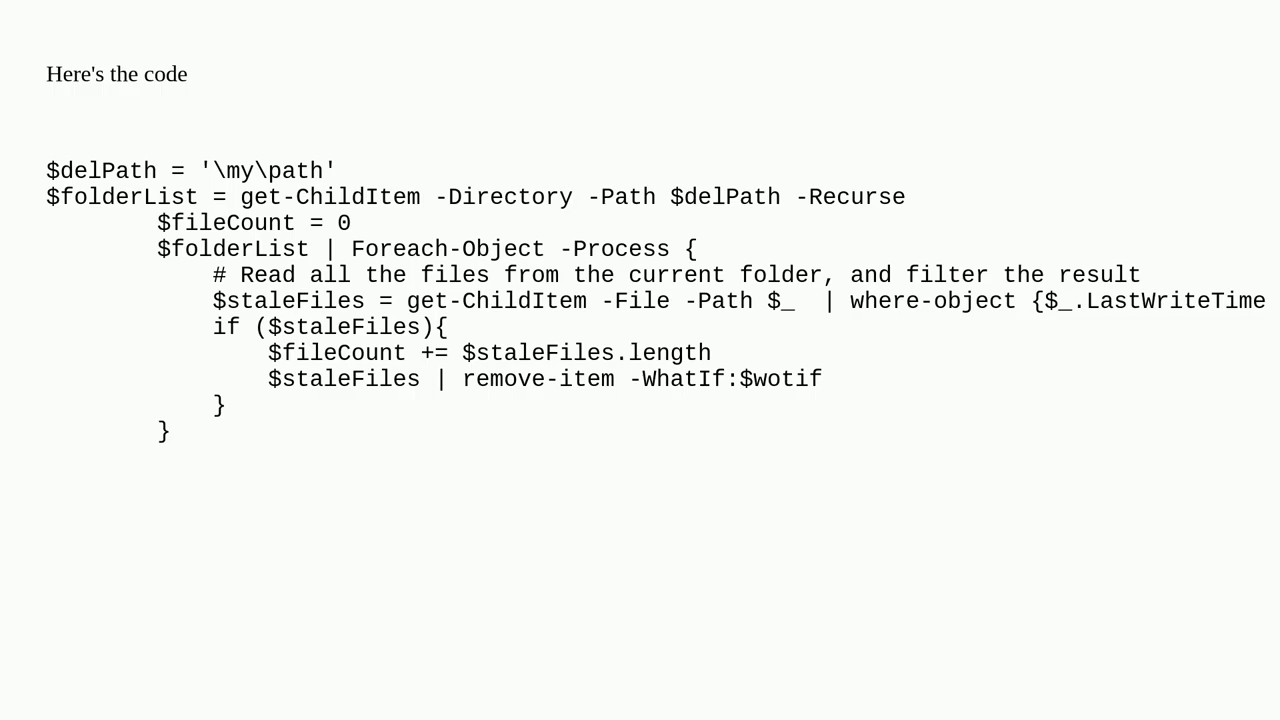 Here's the code
$delPath = '\my\path'
$folderList = get-ChildItem -Directory -Path $delPath -Recurse
        $fileCount = 0
        $folderList | Foreach-Object -Process {
            # Read all the files from the current folder, and filter the result
            $staleFiles = get-ChildItem -File -Path $_  | where-object {$_.LastWriteTime
            if ($staleFiles){
                $fileCount += $staleFiles.length
                $staleFiles | remove-item -WhatIf:$wotif
            }
        }